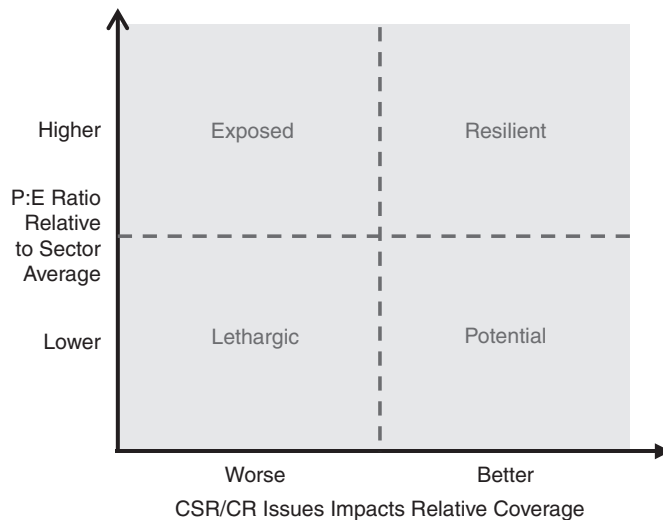 Higher
Exposed
Resilient
P:E Ratio
Relative
to Sector
Average
Lower
Lethargic
Potential
Worse
Better
CSR/CR Issues Impacts Relative Coverage